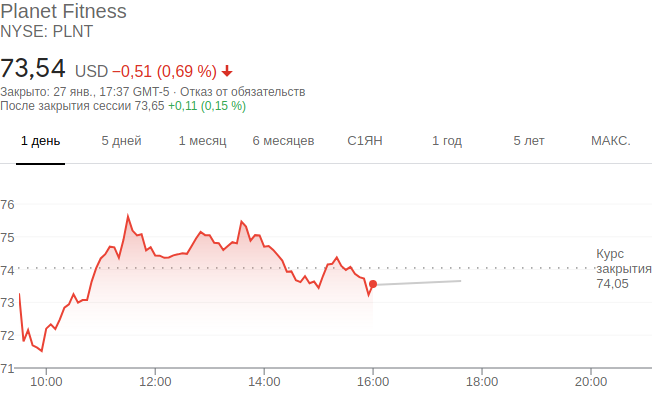 Planet Fitness
NYSE: PLNT
73,54 USD −0,51 (0,69 %)
Закрыто: 27 янв., 17:37 GMT-5 · Отказ от обязательств
После закрытия сессии 73,65 +0,11 (0,15 %)
1 день 5 дней 1 месяц 6 месяцев С1ЯН 1 год 5 лет МАКС.
76
75
74
73
72
71
Курс
закрытия
74,05
10:00 12:00 14:00 16:00 18:00 20:00